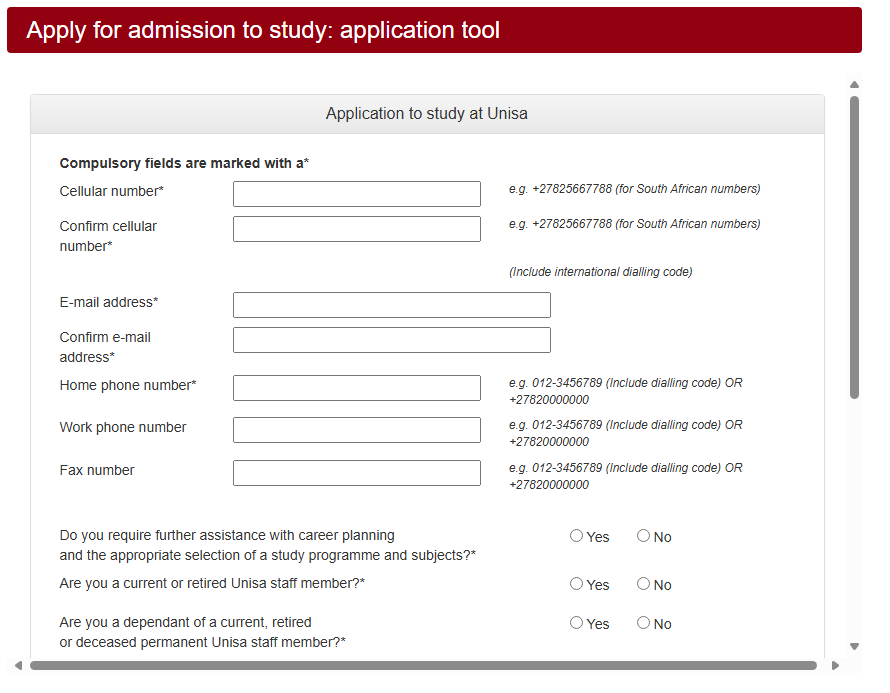 Apply for admission to study: application tool
Application to study at Unisa
Compulsory fields are marked with a*
Cellular number*
e.g. +27825667788 (for South African numbers)
Confirm cellular
number*
e.g. +27825667788 (for South African numbers)
(Include international dialling code)
E-mail address*
Confirm e-mail
address*
Home phone number*
e.g. 012-3456789 (Include dialling code) OR
+27820000000
Work phone number
e.g. 012-3456789 (Include dialling code) OR
+27820000000
Fax number
e.g. 012-3456789 (Include dialling code) OR
+27820000000
Do you require further assistance with career planning
and the appropriate selection of a study programme and subjects?*
Yes No
Are you a current or retired Unisa staff member?*
Yes No
Are you a dependant of a current, retired
or deceased permanent Unisa staff member?*
Yes No